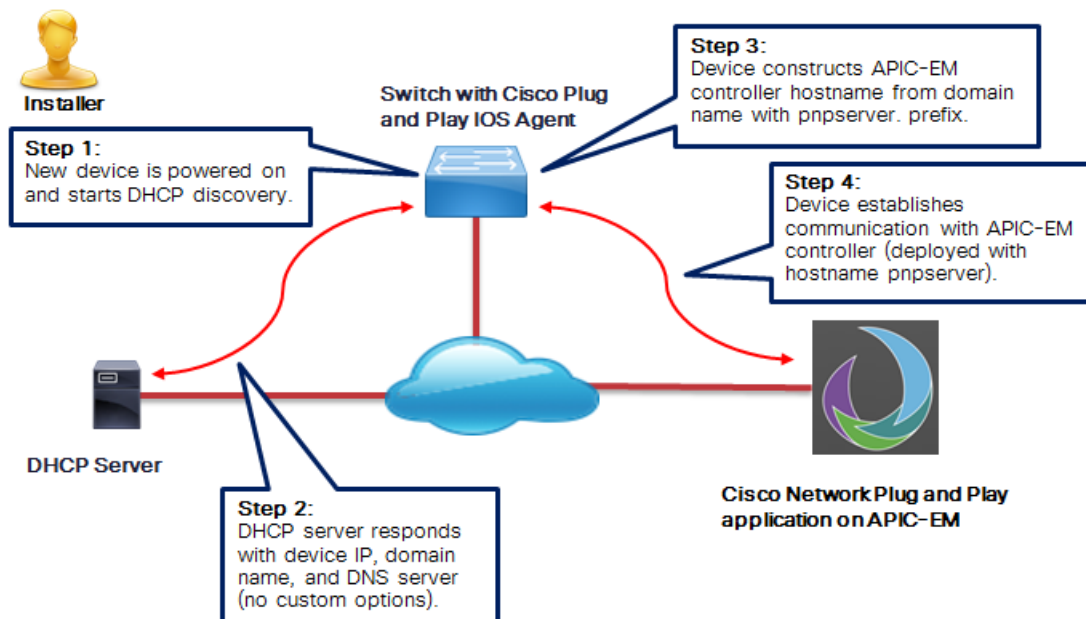 Installer
Step 1:
New device is powered on
and starts DHCP discovery.
Switch with Cisco Plug
and Play IOS Agent
Step 3:
Device constructs APIC-EM
controller hostname from domain
name with pnpserver. prefix.
Step 4:
Device establishes
communication with APIC-EM
controller (deployed with
hostname pnpserver).
DHCP Server
Step 2:
DHCP server responds
with device IP, domain
name, and DNS server
(no custom options).
Cisco Network Plug and Play
application on APIC-EM